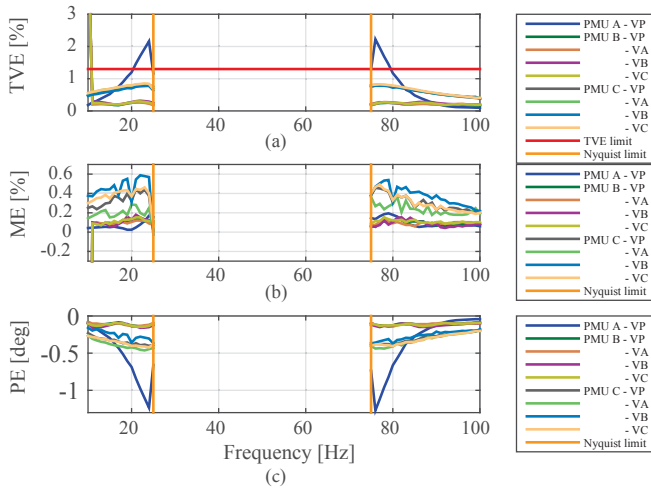 TVE [%]
3
2
1
0
20
40
60
80
100
(a)
PMU A - VP
PMU B - VP
- VA
- VB
- VC
PMU C - VP
- VA
- VB
- VC
TVE limit
Nyquist limit
ME [%]
0.6
0.4
0.2
0
-0.2
20
40
60
80
100
(b)
PMU A - VP
PMU B - VP
- VA
- VB
- VC
PMU C - VP
- VA
- VB
- VC
Nyquist limit
PE [deg]
0
-0.5
-1
20
40
60
80
100
Frequency [Hz]
(c)
PMU A - VP
PMU B - VP
- VA
- VB
- VC
PMU C - VP
- VA
- VB
- VC
Nyquist limit